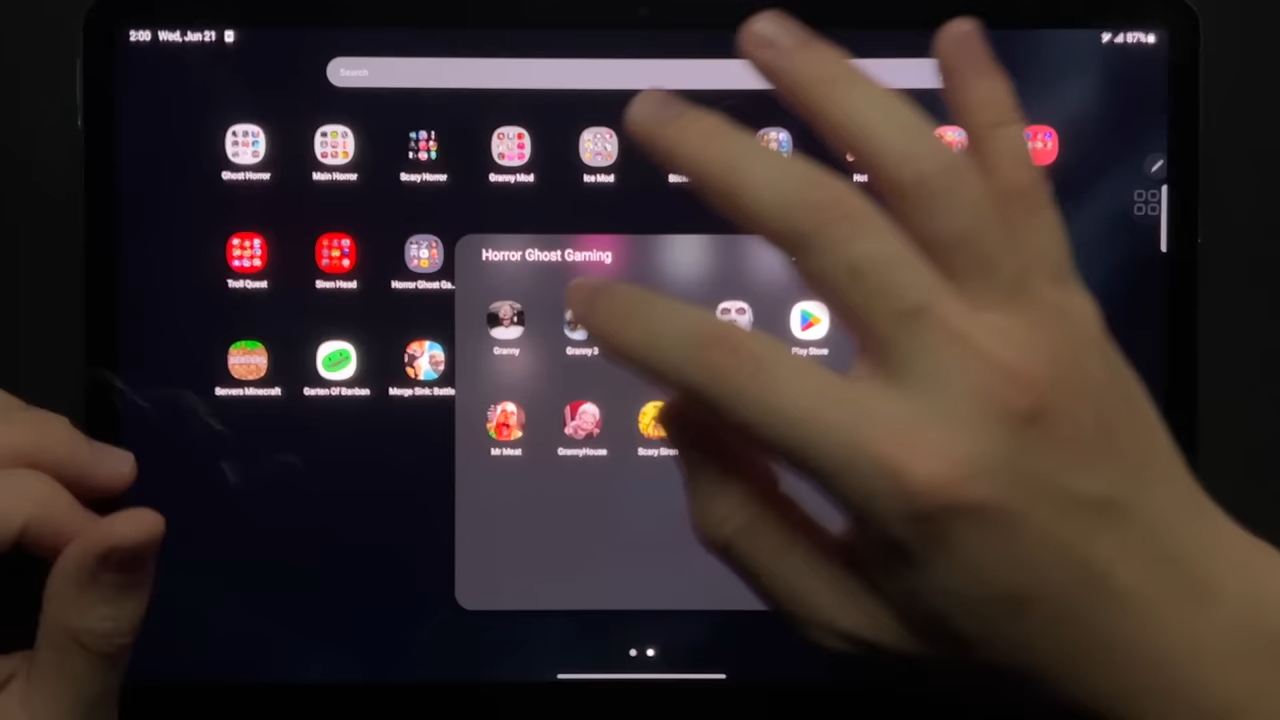 2:00 Wed, Jun 21
87%
Search
Ghost Horror
Main Horror
Scary Horror
Granny Mod
Ice Mod
Hot
Troll Quest
Siren Head
Horror Ghost Ga...
Servers Minecraft
Garten Of Banban
Merge Sink: Battle
Horror Ghost Gaming
Granny
Granny 3
Play Store
Mr Meat
GrannyHouse
Scary Siren